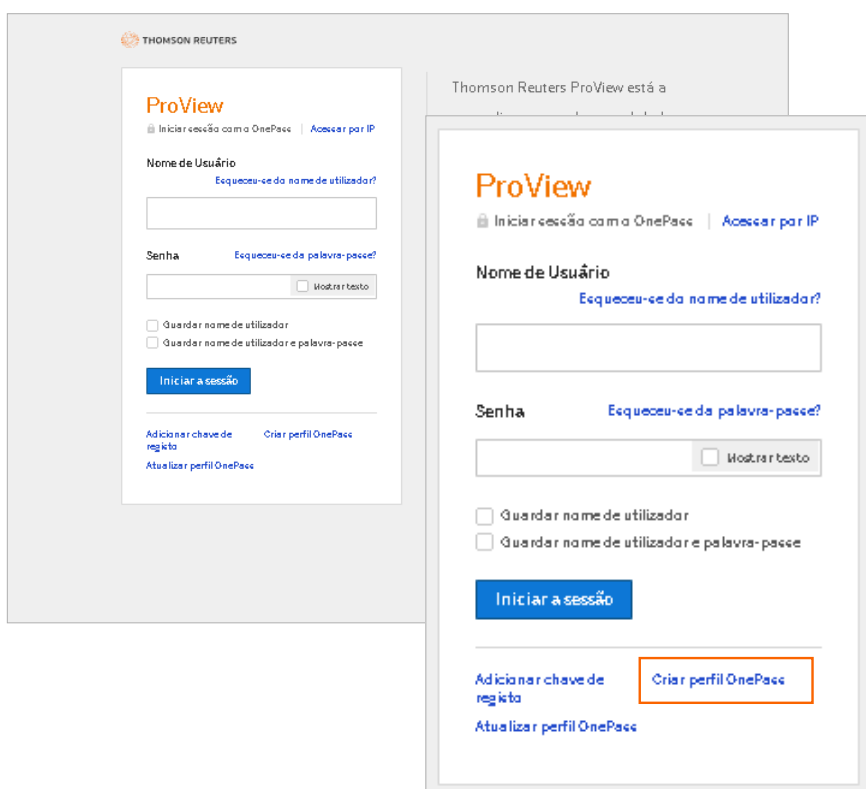 THOMSON REUTERS
ProView
Iniciar sessão com o OnePass | Acessar por IP
Nome de Usuário
Esqueceu-se do nome de utilizador?
Senha
Esqueceu-se da palavra-passe?
Mostrar texto
Guardar nome de utilizador
Guardar nome de utilizador e palavra-passe
Iniciar a sessão
Adicionar chave de
registo
Criar perfil OnePass
Atualizar perfil OnePass
Thomson Reuters ProView está a
ProView
Iniciar sessão com o OnePass | Acessar por IP
Nome de Usuário
Esqueceu-se do nome de utilizador?
Senha
Esqueceu-se da palavra-passe?
Mostrar texto
Guardar nome de utilizador
Guardar nome de utilizador e palavra-passe
Iniciar a sessão
Adicionar chave de
registo
Criar perfil OnePass
Atualizar perfil OnePass